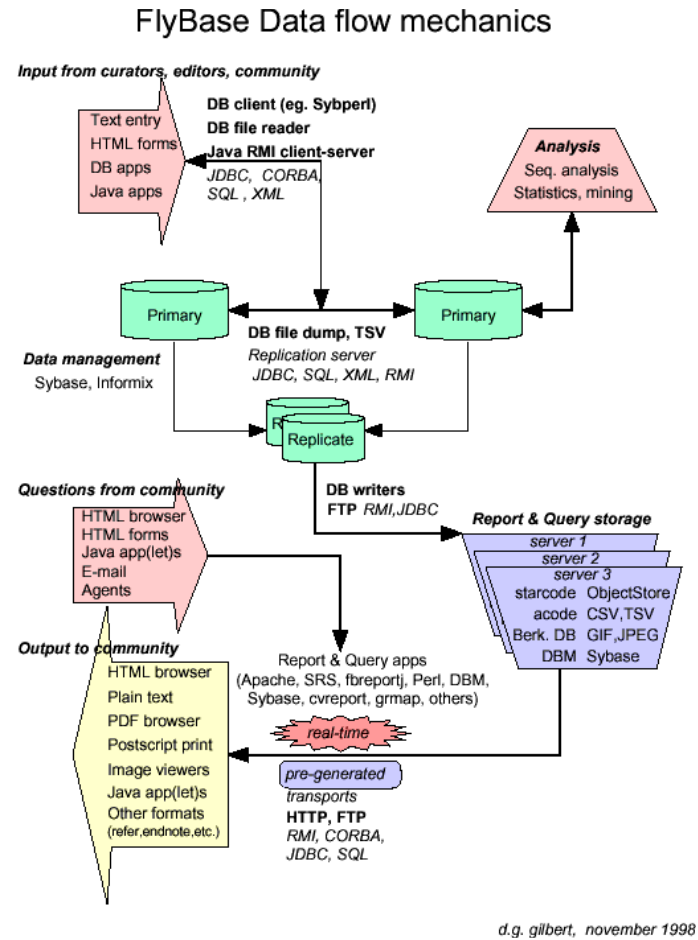 FlyBase Data flow mechanics
Input from curators, editors, community
Text entry
HTML forms
DB apps
Java apps
DB client (eg. Sybperl)
DB file reader
Java RMI client-server
JDBC, CORBA,
SQL , XML
Analysis
Seq. analysis
Statistics, mining
Primary
Primary
DB file dump, TSV
Replication server
JDBC, SQL, XML, RMI
Data management
Sybase, Informix
R
Replicate
DB writers
FTP RMI,JDBC
Questions from community
HTML browser
HTML forms
Java app(let)s
E-mail
Agents
Report & Query storage
server 1
server 2
server 3
starcode ObjectStore
acode CSV,TSV
Berk. DB GIF,JPEG
DBM Sybase
Output to community
HTML browser
Plain text
PDF browser
Postscript print
Image viewers
Java app(let)s
Other formats
(refer,endnote,etc.)
Report & Query apps
(Apache, SRS, fbreportj, Perl, DBM,
Sybase, cvreport, grmap, others)
real-time
pre-generated
transports
HTTP, FTP
RMI, CORBA,
JDBC, SQL
d.g. gilbert, november 1998